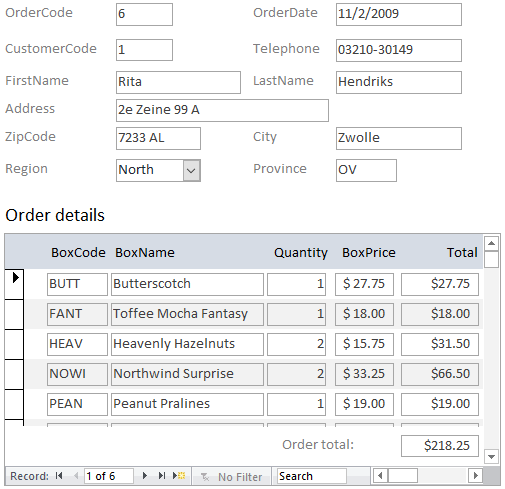 OrderCode 6 OrderDate 11/2/2009
CustomerCode 1 Telephone 03210-30149
FirstName Rita LastName Hendriks
Address 2e Zeine 99 A
ZipCode 7233 AL City Zwolle
Region North Province OV
Order details
BoxCode BoxName Quantity BoxPrice Total
BUTT Butterscotch 1 $ 27.75 $27.75
FANT Toffee Mocha Fantasy 1 $ 18.00 $18.00
HEAV Heavenly Hazelnuts 2 $ 15.75 $31.50
NOWI Northwind Surprise 2 $ 33.25 $66.50
PEAN Peanut Pralines 1 $ 19.00 $19.00
Order total: $218.25
Record: 1 of 6 No Filter Search